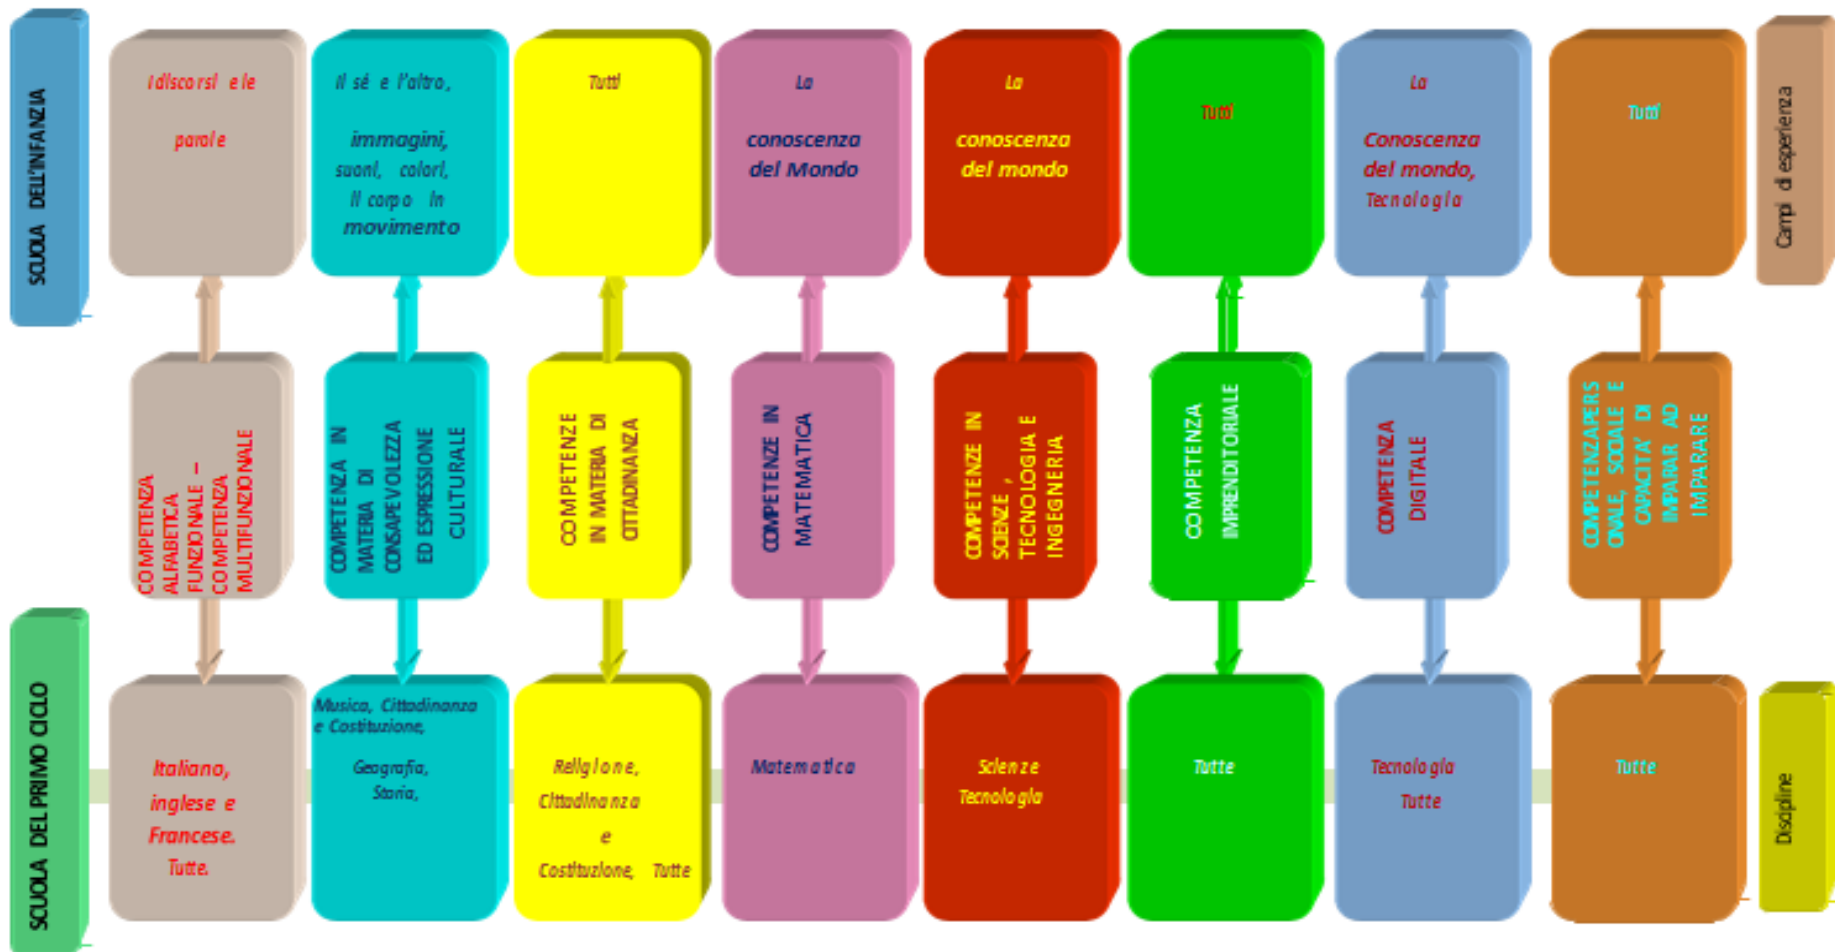 SCUOLA DELL'INFANZIA
I discorsi e le
parole
Il sé e l'altro,
immagini,
suoni, colori,
Il corpo in
movimento
Tutti
La
conoscenza
del Mondo
La
conoscenza
del mondo
Tutti
La
Conoscenza
del mondo,
Tecnologia
Tutti
Campi di esperienza
COMPETENZA
ALFABETICA
FUNZIONALE –
COMPETENZA
MULTIFUNZIONALE
COMPETENZA IN
MATERIA DI
CONSAPEVOLEZZA
ED ESPRESSIONE
CULTURALE
COMPETENZE
IN MATERIA DI
CITTADINANZA
COMPETENZE IN
MATEMATICA
COMPETENZE IN
SCIENZE ,
TECNOLOGIA E
INGEGNERIA
COMPETENZA
IMPRENDITORIALE
COMPETENZA
DIGITALE
COMPETENZAPERS
ONALE, SOCIALE E
CAPACITA' DI
IMPARAR AD
IMPARARE
SCUOLA DEL PRIMO CICLO
Italiano,
inglese e
Francese.
Tutte.
Musica, Cittadinanza
e Costituzione,
Geografia,
Storia,
Religione,
Cittadinanza
e
Costituzione, Tutte
Matematica
Scienze
Tecnologia
Tutte
Tecnologia
Tutte
Tutte
Discipline